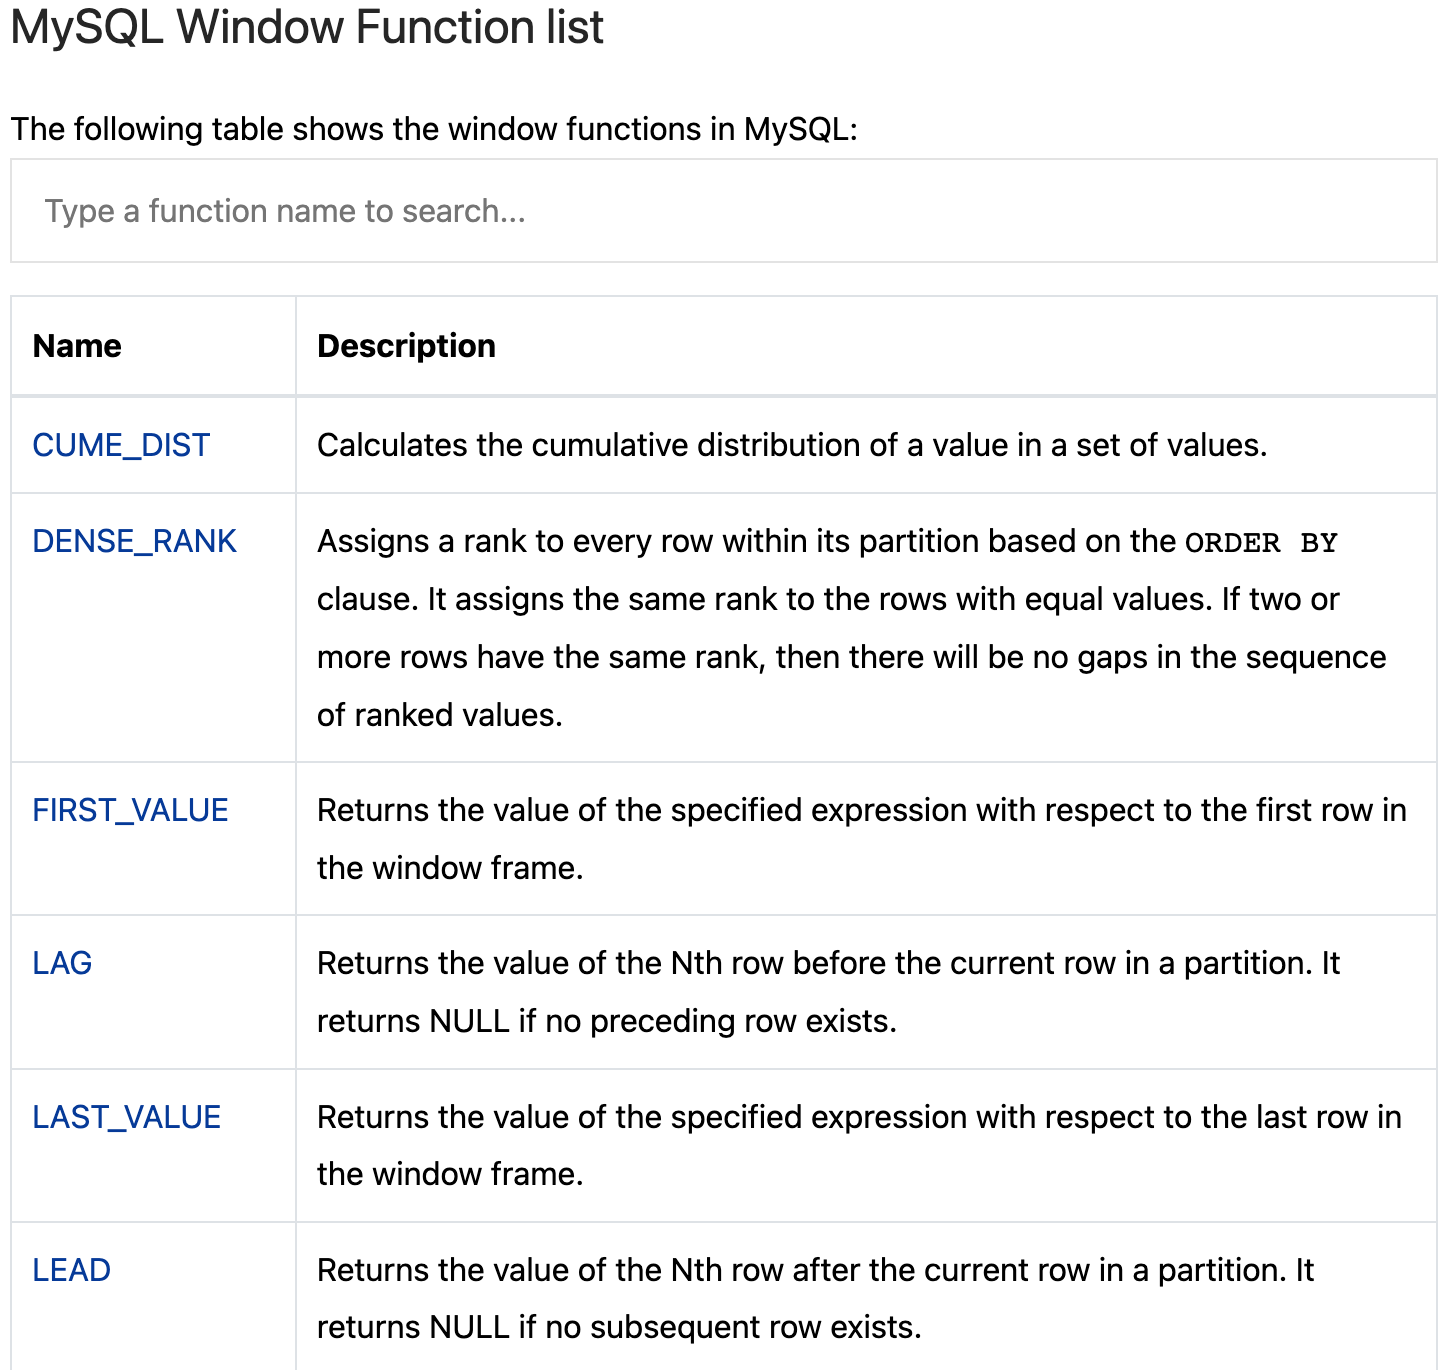 MySQL Window Function list
The following table shows the window functions in MySQL:
Type a function name to search...
Name Description
CUME_DIST Calculates the cumulative distribution of a value in a set of values.
DENSE_RANK Assigns a rank to every row within its partition based on the ORDER BY
clause. It assigns the same rank to the rows with equal values. If two or
more rows have the same rank, then there will be no gaps in the sequence
of ranked values.
FIRST_VALUE Returns the value of the specified expression with respect to the first row in
the window frame.
LAG Returns the value of the Nth row before the current row in a partition. It
returns NULL if no preceding row exists.
LAST_VALUE Returns the value of the specified expression with respect to the last row in
the window frame.
LEAD Returns the value of the Nth row after the current row in a partition. It
returns NULL if no subsequent row exists.